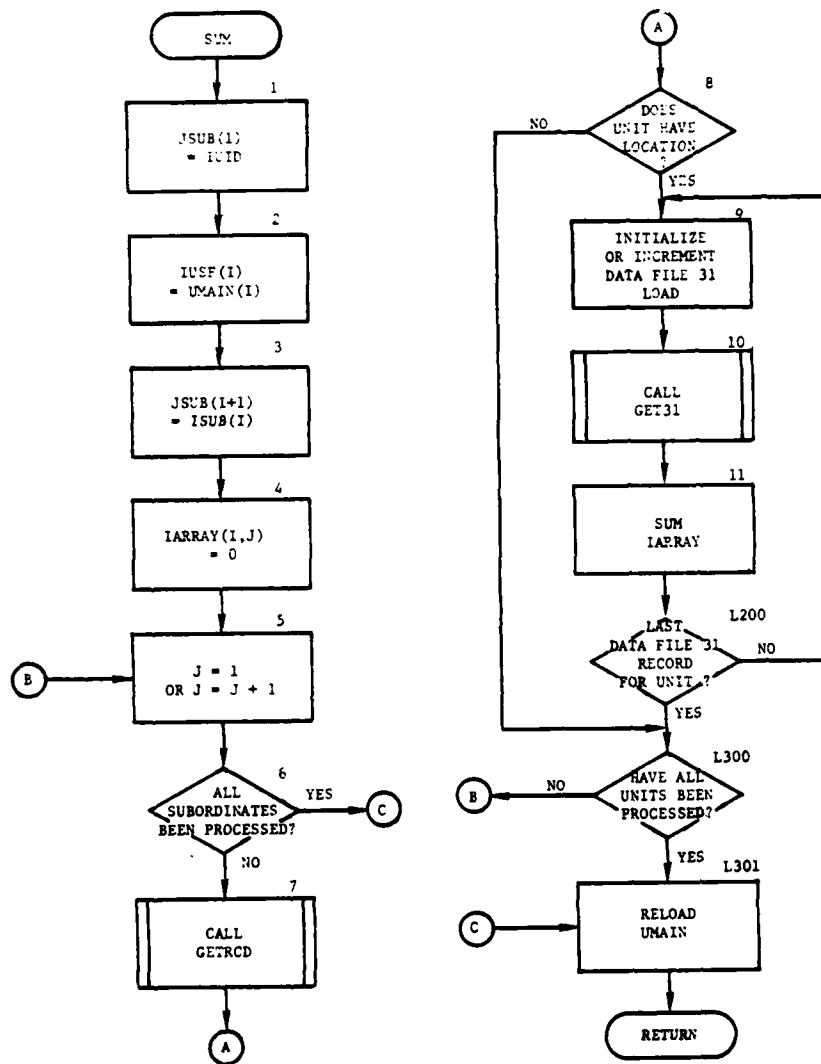 SUM
1
JSUB(1)
= IUID
2
IUSF(I)
= UMAIN(I)
3
JSUB(I+1)
= ISUB(I)
4
IARRAY(I,J)
= 0
5
J = 1
OR J = J + 1
B
6
ALL
SUBORDINATES
BEEN PROCESSED?
YES
C
NO
7
CALL
GETRCD
A
A
8
DOES
UNIT HAVE
LOCATION
?
NO
YES
9
INITIALIZE
OR INCREMENT
DATA FILE 31
LOAD
10
CALL
GET31
11
SUM
IARRAY
L200
LAST
DATA FILE 31
RECORD
FOR UNIT ?
NO
YES
L300
HAVE ALL
UNITS BEEN
PROCESSED?
NO
B
YES
L301
RELOAD
UMAIN
C
RETURN